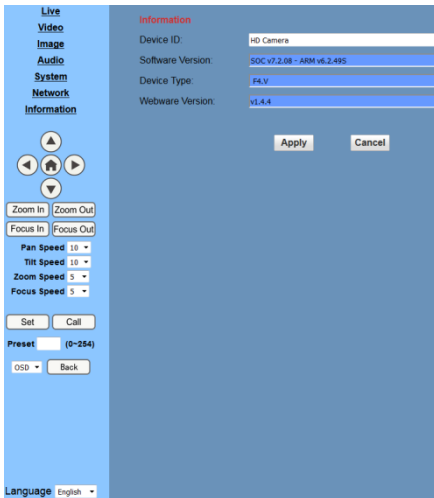 Live
Video
Image
Audio
System
Network
Information
Zoom In Zoom Out
Focus In Focus Out
Pan Speed 10
Tilt Speed 10
Zoom Speed 5
Focus Speed 5
Set Call
Preset (0~254)
OSD Back
Language English
Information
Device ID: HD Camera
Software Version: SOC v7.2.08 - ARM v6.2.49S
Device Type: F4.V
Webware Version: v1.4.4
Apply Cancel